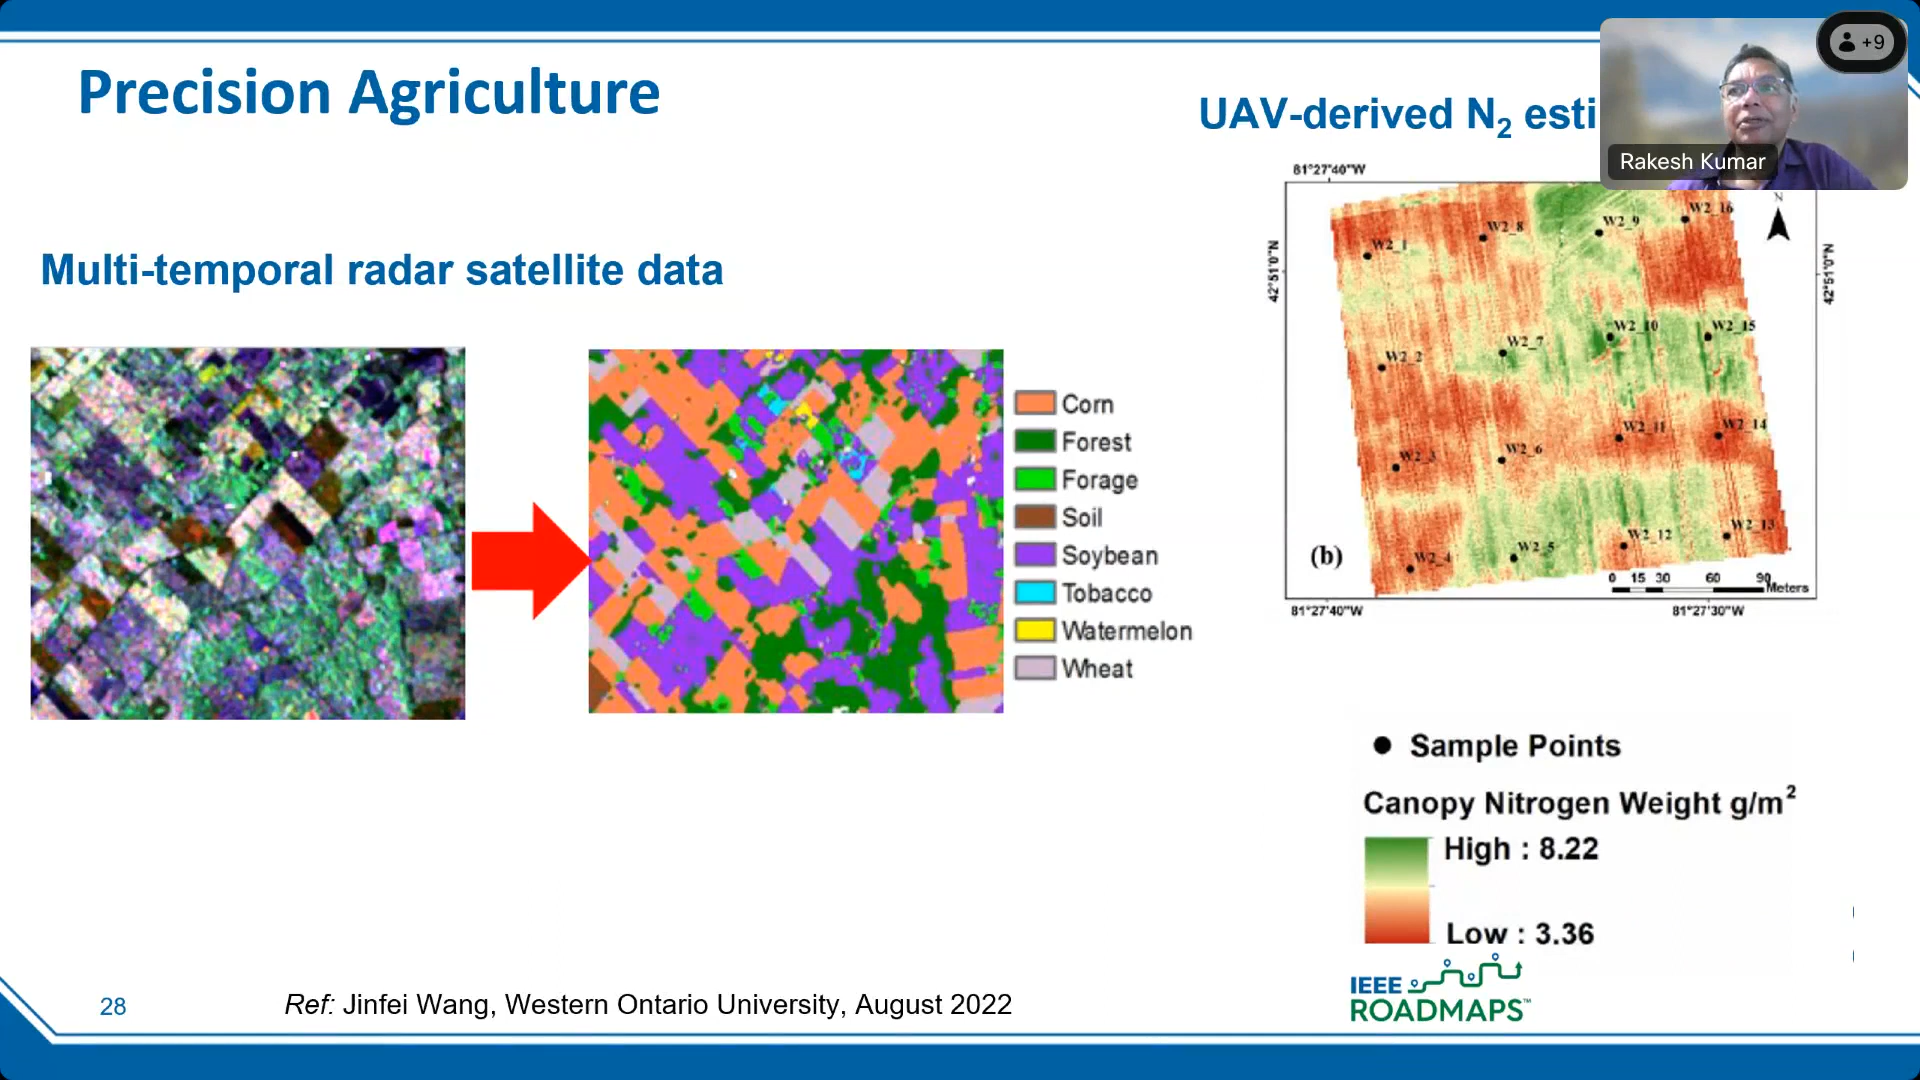 Precision Agriculture
UAV-derived N2 esti
+9
Rakesh Kumar
Multi-temporal radar satellite data
Corn
Forest
Forage
Soil
Soybean
Tobacco
Watermelon
Wheat
81°27'40"W
N
42°51'0"N
42°51'0"N
W2_1
W2_8
W2_9
W2_16
W2_2
W2_7
W2_10
W2_15
W2_3
W2_6
W2_11
W2_14
W2_4
W2_5
W2_12
W2_13
(b)
0 15 30 60 90
Meters
81°27'40"W
81°27'30"W
Sample Points
Canopy Nitrogen Weight g/m2
High : 8.22
Low : 3.36
28
Ref: Jinfei Wang, Western Ontario University, August 2022
IEEE
ROADMAPS™